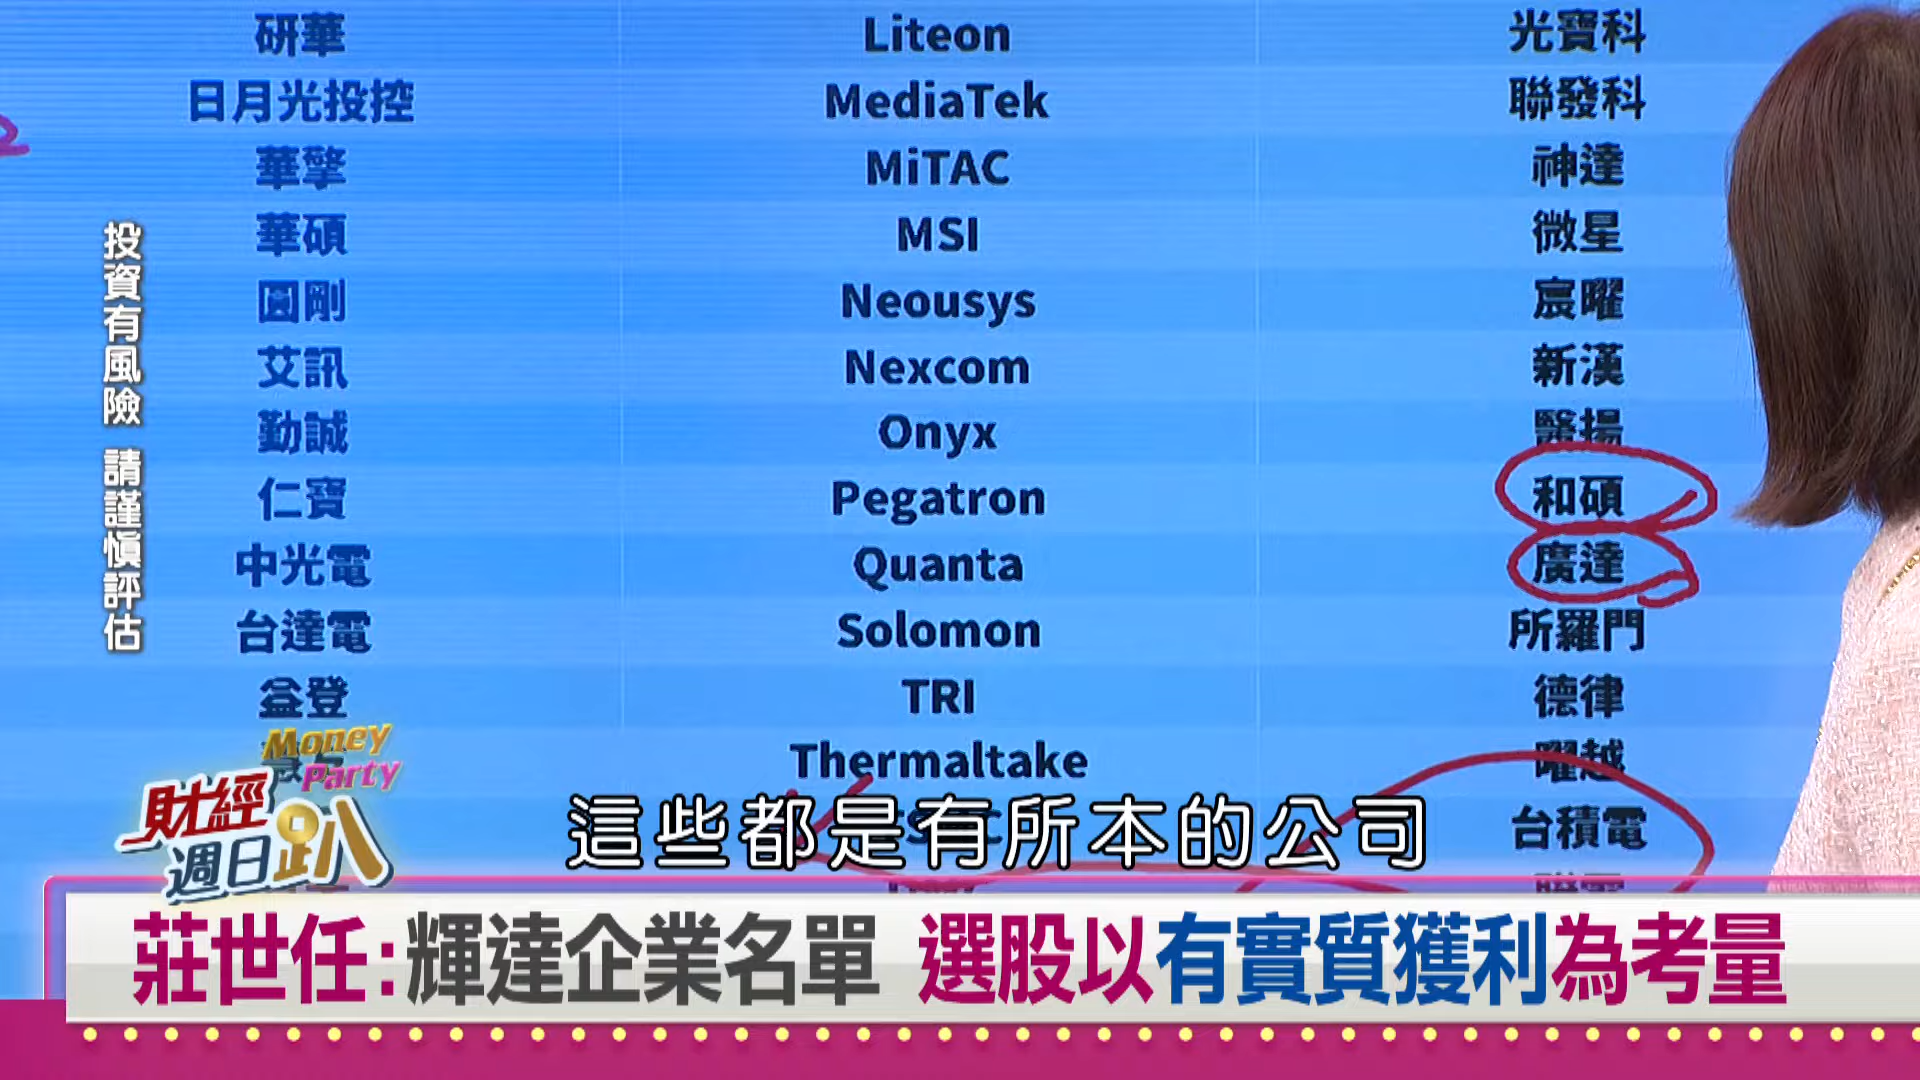 研華 Liteon 光寶科
日月光投控 MediaTek 聯發科
華擎 MiTAC 神達
華碩 MSI 微星
圓剛 Neousys 宸曜
艾訊 Nexcom 新漢
勤誠 Onyx 醫揚
仁寶 Pegatron 和碩
中光電 Quanta 廣達
台達電 Solomon 所羅門
益登 TRI 德律
Thermaltake 曜越
台積電
投資有風險 請謹慎評估
Money Party
財經週日趴
這些都是有所本的公司
莊世任:輝達企業名單 選股以有實質獲利為考量